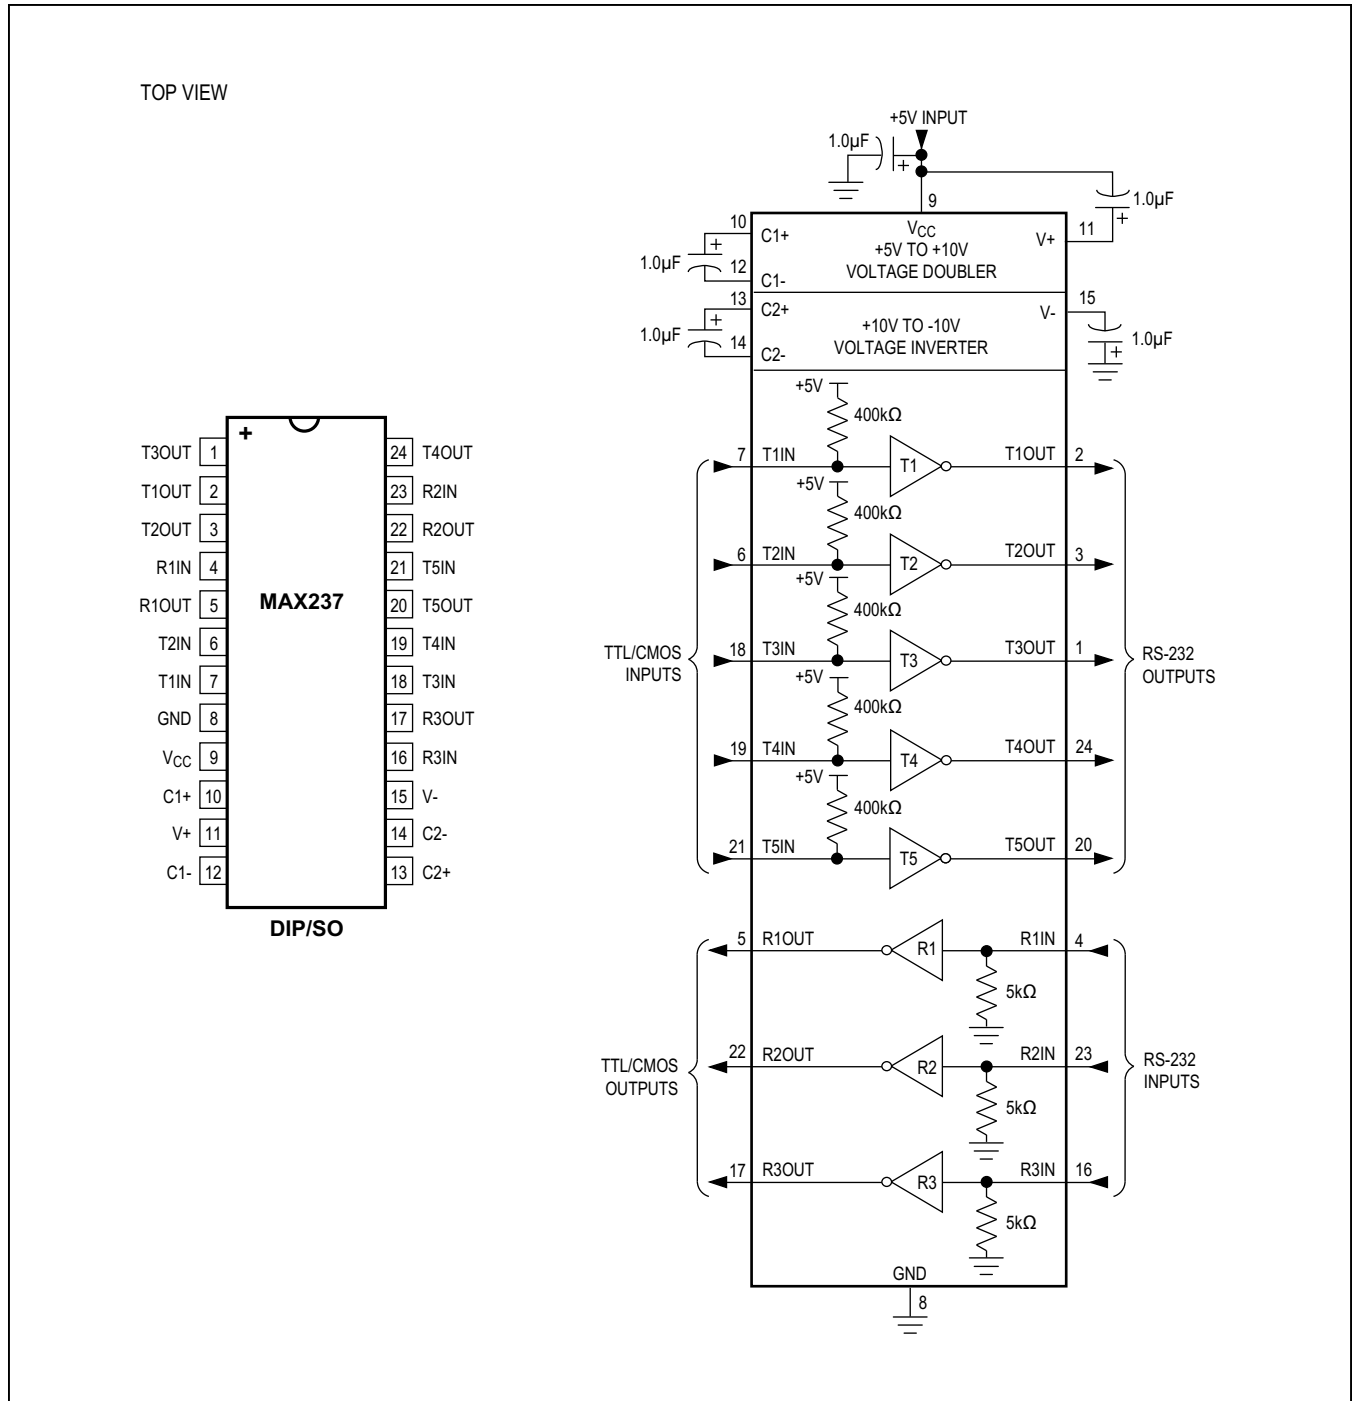 TOP VIEW
+5V INPUT
1.0µF
+
9
1.0µF
+
10
C1+
VCC
+5V TO +10V
VOLTAGE DOUBLER
V+
11
1.0µF
+
12
C1-
13
C2+
+10V TO -10V
VOLTAGE INVERTER
V-
15
1.0µF
+
14
C2-
1.0µF
+
+5V
400kΩ
7
T1IN
T1
T1OUT
2
+5V
400kΩ
6
T2IN
T2
T2OUT
3
+5V
400kΩ
18
T3IN
T3
T3OUT
1
+5V
400kΩ
19
T4IN
T4
T4OUT
24
+5V
400kΩ
21
T5IN
T5
T5OUT
20
TTL/CMOS
INPUTS
RS-232
OUTPUTS
5
R1OUT
R1
R1IN
4
5kΩ
22
R2OUT
R2
R2IN
23
5kΩ
17
R3OUT
R3
R3IN
16
5kΩ
TTL/CMOS
OUTPUTS
RS-232
INPUTS
GND
8
+
T3OUT 1
T1OUT 2
T2OUT 3
R1IN 4
R1OUT 5
T2IN 6
T1IN 7
GND 8
VCC 9
C1+ 10
V+ 11
C1- 12
MAX237
24 T4OUT
23 R2IN
22 R2OUT
21 T5IN
20 T5OUT
19 T4IN
18 T3IN
17 R3OUT
16 R3IN
15 V-
14 C2-
13 C2+
DIP/SO